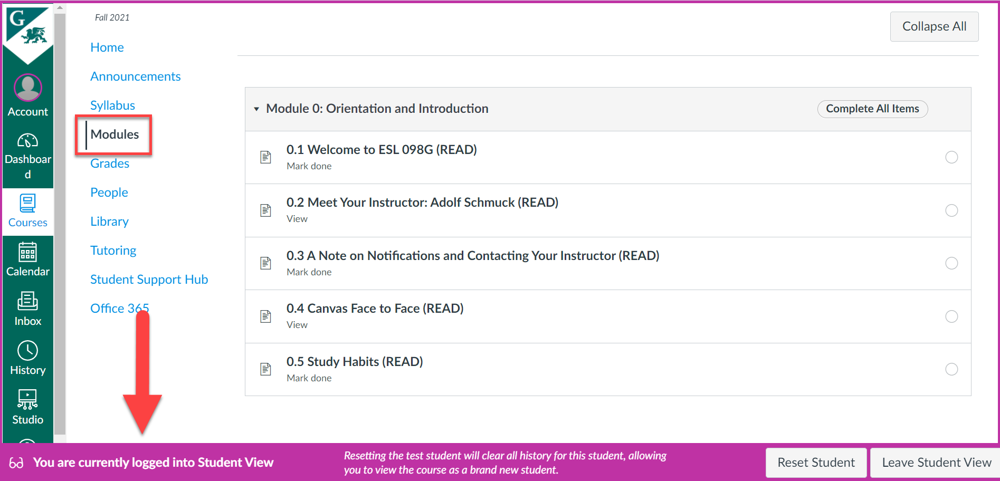 G
Account
Dashboar
d
Courses
Calendar
Inbox
History
Studio
Fall 2021
Home
Announcements
Syllabus
Modules
Grades
People
Library
Tutoring
Student Support Hub
Office 365
Collapse All
Module 0: Orientation and Introduction
Complete All Items
0.1 Welcome to ESL 098G (READ)
Mark done
0.2 Meet Your Instructor: Adolf Schmuck (READ)
View
0.3 A Note on Notifications and Contacting Your Instructor (READ)
Mark done
0.4 Canvas Face to Face (READ)
View
0.5 Study Habits (READ)
Mark done
You are currently logged into Student View
Resetting the test student will clear all history for this student, allowing
you to view the course as a brand new student.
Reset Student
Leave Student View